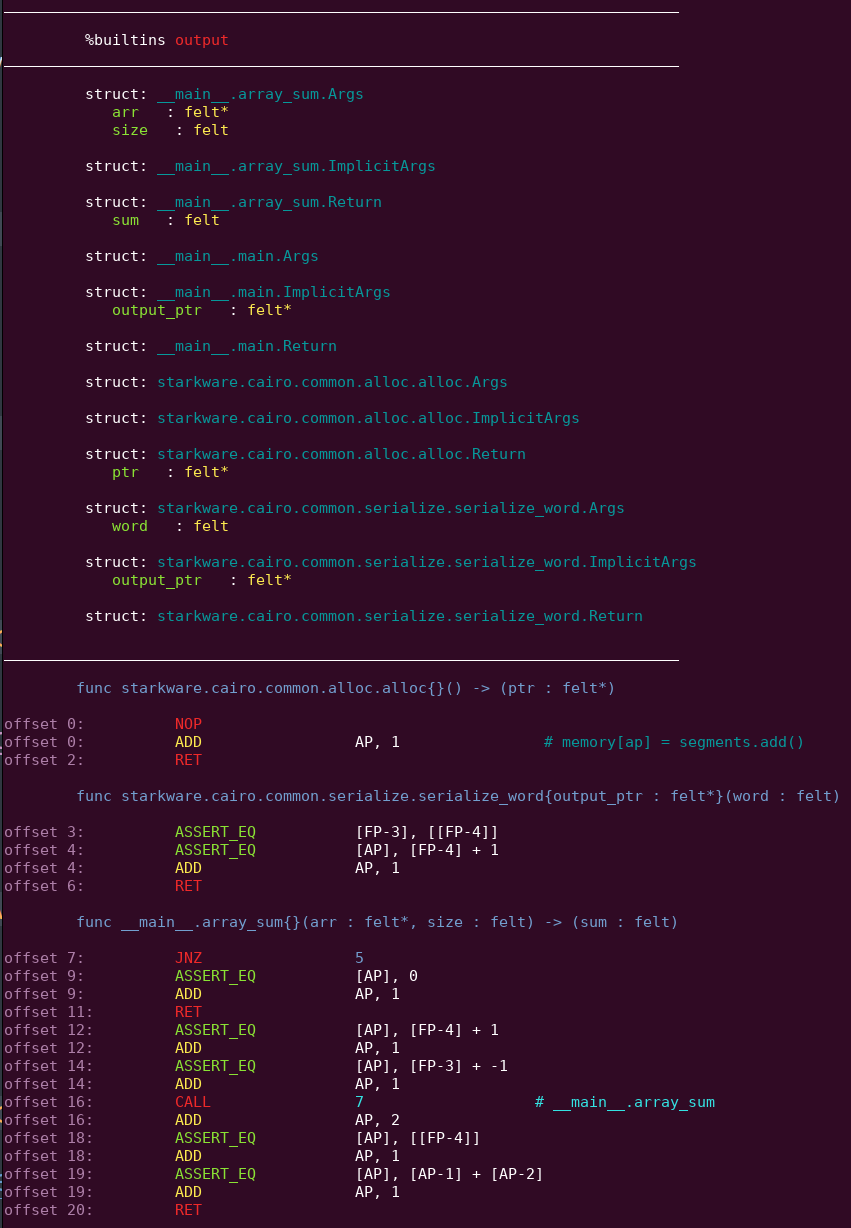 %builtins output
struct: __main__.array_sum.Args
arr : felt*
size : felt
struct: __main__.array_sum.ImplicitArgs
struct: __main__.array_sum.Return
sum : felt
struct: __main__.main.Args
struct: __main__.main.ImplicitArgs
output_ptr : felt*
struct: __main__.main.Return
struct: starkware.cairo.common.alloc.alloc.Args
struct: starkware.cairo.common.alloc.alloc.ImplicitArgs
struct: starkware.cairo.common.alloc.alloc.Return
ptr : felt*
struct: starkware.cairo.common.serialize.serialize_word.Args
word : felt
struct: starkware.cairo.common.serialize.serialize_word.ImplicitArgs
output_ptr : felt*
struct: starkware.cairo.common.serialize.serialize_word.Return
func starkware.cairo.common.alloc.alloc{}() -> (ptr : felt*)
offset 0: NOP
offset 0: ADD AP, 1 # memory[ap] = segments.add()
offset 2: RET
func starkware.cairo.common.serialize.serialize_word{output_ptr : felt*}(word : felt)
offset 3: ASSERT_EQ [FP-3], [[FP-4]]
offset 4: ASSERT_EQ [AP], [FP-4] + 1
offset 4: ADD AP, 1
offset 6: RET
func __main__.array_sum{}(arr : felt*, size : felt) -> (sum : felt)
offset 7: JNZ 5
offset 9: ASSERT_EQ [AP], 0
offset 9: ADD AP, 1
offset 11: RET
offset 12: ASSERT_EQ [AP], [FP-4] + 1
offset 12: ADD AP, 1
offset 14: ASSERT_EQ [AP], [FP-3] + -1
offset 14: ADD AP, 1
offset 16: CALL 7 # __main__.array_sum
offset 16: ADD AP, 2
offset 18: ASSERT_EQ [AP], [[FP-4]]
offset 18: ADD AP, 1
offset 19: ASSERT_EQ [AP], [AP-1] + [AP-2]
offset 19: ADD AP, 1
offset 20: RET